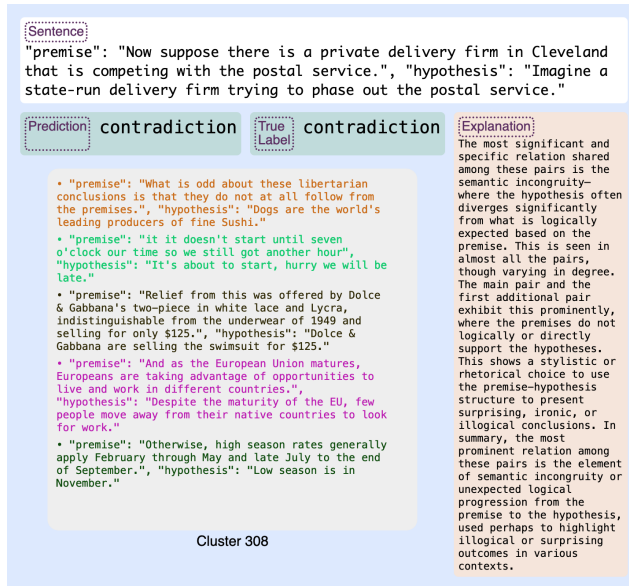 Sentence
"premise": "Now suppose there is a private delivery firm in Cleveland
that is competing with the postal service.", "hypothesis": "Imagine a
state-run delivery firm trying to phase out the postal service."
Prediction contradiction
True
Label contradiction
• "premise": "What is odd about these libertarian
conclusions is that they do not at all follow from
the premises.", "hypothesis": "Dogs are the world's
leading producers of fine Sushi."
• "premise": "it it doesn't start until seven
o'clock our time so we still got another hour",
"hypothesis": "It's about to start, hurry we will be
late."
• "premise": "Relief from this was offered by Dolce
& Gabbana's two-piece in white lace and Lycra,
indistinguishable from the underwear of 1949 and
selling for only $125.", "hypothesis": "Dolce &
Gabbana are selling the swimsuit for $125."
• "premise": "And as the European Union matures,
Europeans are taking advantage of opportunities to
live and work in different countries.",
"hypothesis": "Despite the maturity of the EU, few
people move away from their native countries to look
for work."
• "premise": "Otherwise, high season rates generally
apply February through May and late July to the end
of September.", "hypothesis": "Low season is in
November."
Cluster 308
Explanation
The most significant and
specific relation shared
among these pairs is the
semantic incongruity—
where the hypothesis often
diverges significantly
from what is logically
expected based on the
premise. This is seen in
almost all the pairs,
though varying in degree.
The main pair and the
first additional pair
exhibit this prominently,
where the premises do not
logically or directly
support the hypotheses.
This shows a stylistic or
rhetorical choice to use
the premise-hypothesis
structure to present
surprising, ironic, or
illogical conclusions. In
summary, the most
prominent relation among
these pairs is the element
of semantic incongruity or
unexpected logical
progression from the
premise to the hypothesis,
used perhaps to highlight
illogical or surprising
outcomes in various
contexts.